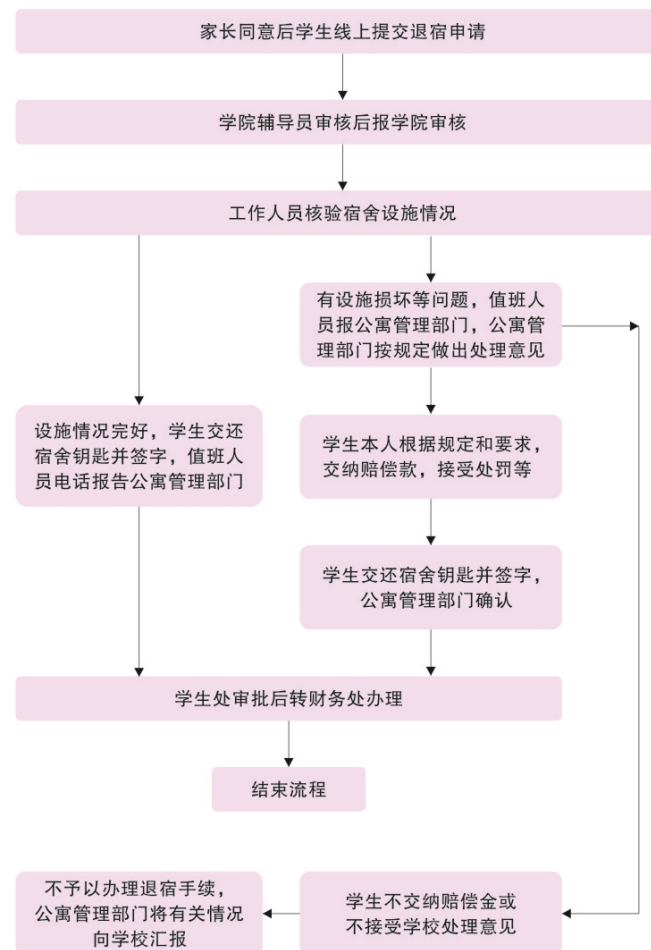 家长同意后学生线上提交退宿申请
学院辅导员审核后报学院审核
工作人员核验宿舍设施情况
有设施损坏等问题，值班人
员报公寓管理部门，公寓管
理部门按规定做出处理意见
设施情况完好，学生交还
宿舍钥匙并签字，值班人
员电话报告公寓管理部门
学生本人根据规定和要求，
交纳赔偿款，接受处罚等
学生交还宿舍钥匙并签字，
公寓管理部门确认
学生处审批后转财务处办理
结束流程
不予以办理退宿手续，
公寓管理部门将有关情况
向学校汇报
学生不交纳赔偿金或
不接受学校处理意见